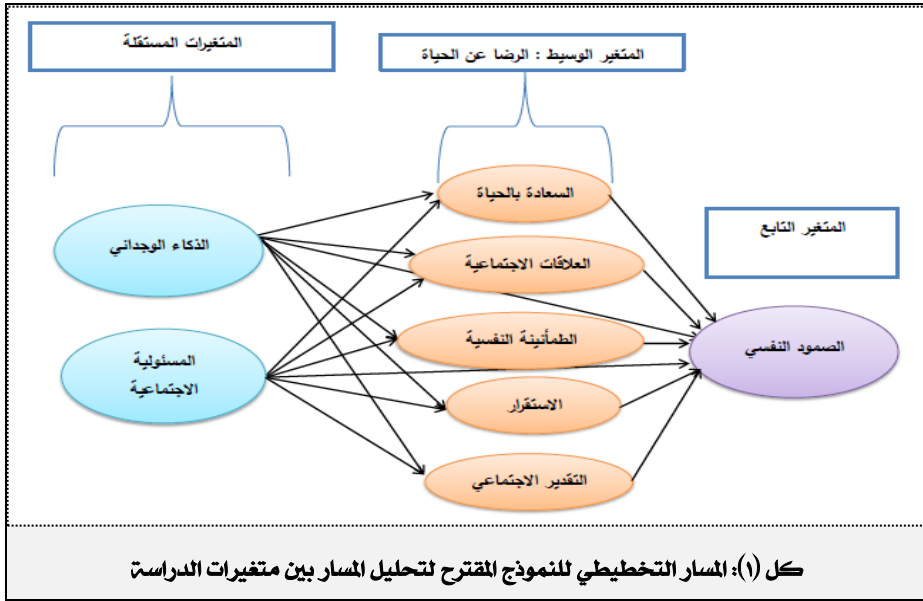 المتغيرات المستقلة
المتغير الوسيط : الرضا عن الحياة
السعادة بالحياة
المتغير التابع
الذكاء الوجداني
العلاقات الاجتماعية
الطمأنينة النفسية
الصمود النفسي
المسئولية
الاجتماعية
الاستقرار
التقدير الاجتماعي
كل (١): المسار التخطيطي للنموذج المقترح لتحليل المسار بين متغيرات الدراسة